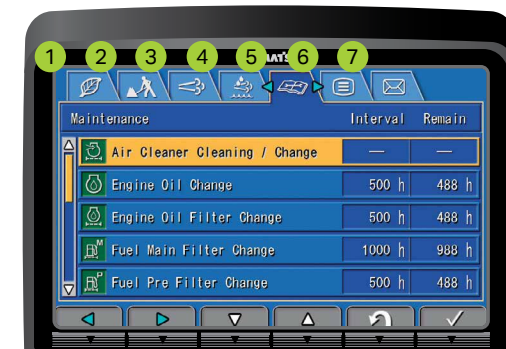 1 2 3 4 5 6 7
Maintenance Interval Remain
Air Cleaner Cleaning / Change — —
Engine Oil Change 500 h 488 h
Engine Oil Filter Change 500 h 488 h
M Fuel Main Filter Change 1000 h 988 h
P Fuel Pre Filter Change 500 h 488 h